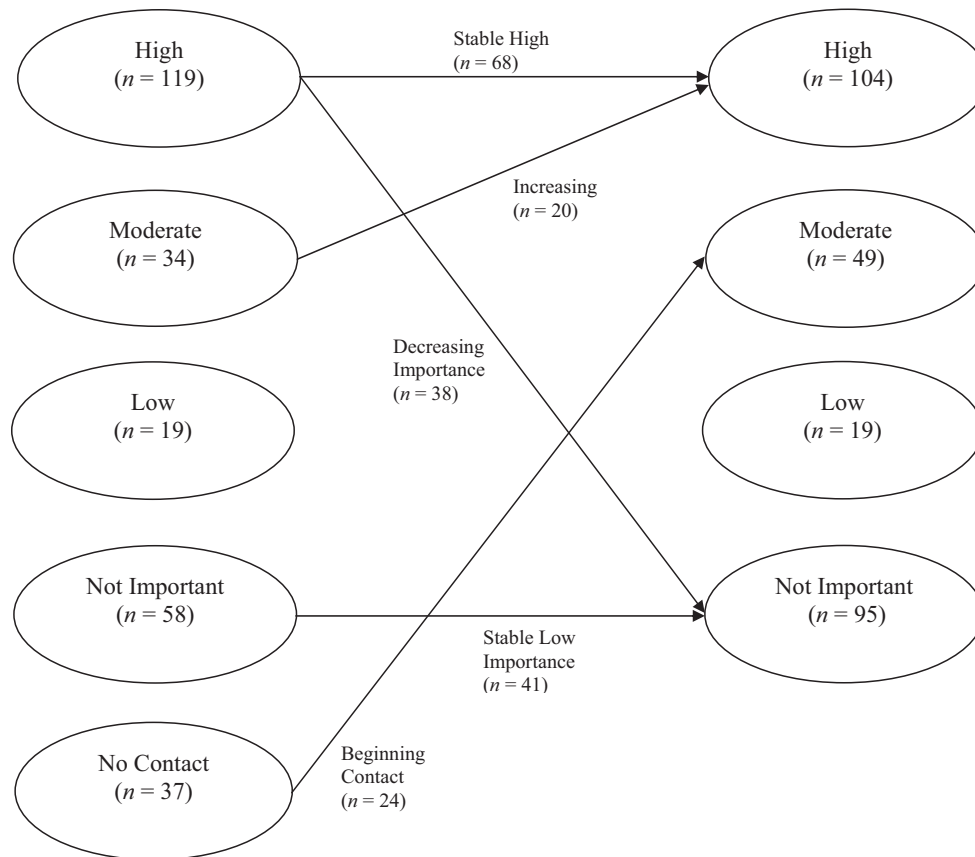 High
(n = 119)
Stable High
(n = 68)
High
(n = 104)
Moderate
(n = 34)
Increasing
(n = 20)
Moderate
(n = 49)
Decreasing
Importance
(n = 38)
Low
(n = 19)
Low
(n = 19)
Not Important
(n = 58)
Stable Low
Importance
(n = 41)
Not Important
(n = 95)
No Contact
(n = 37)
Beginning
Contact
(n = 24)